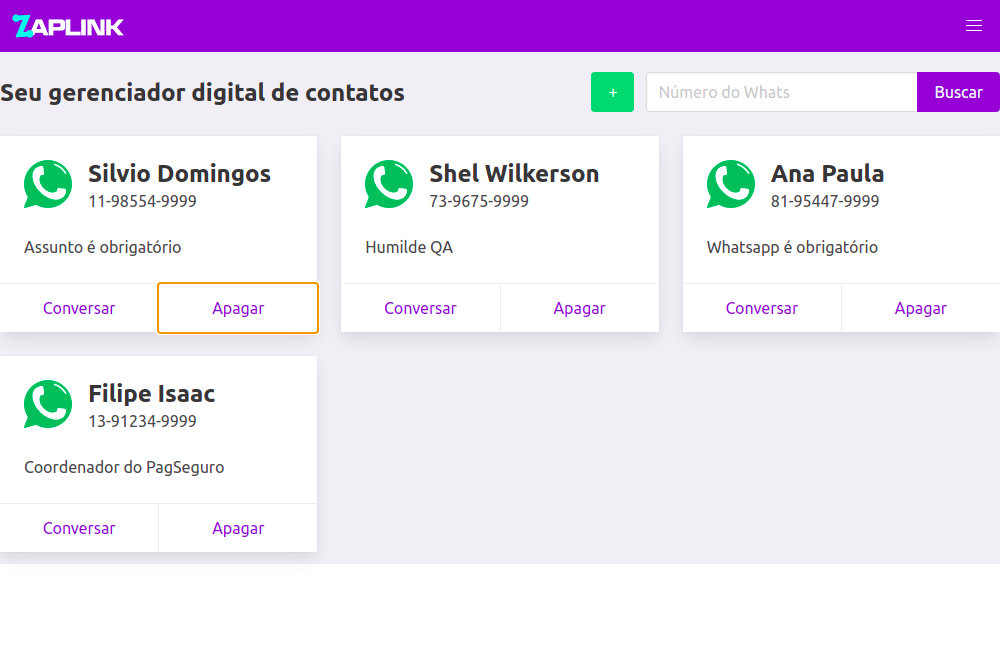 ZAPLINK
Seu gerenciador digital de contatos
+
Número do Whats
Buscar
Silvio Domingos
11-98554-9999
Assunto é obrigatório
Conversar
Apagar
Shel Wilkerson
73-9675-9999
Humilde QA
Conversar
Apagar
Ana Paula
81-95447-9999
Whatsapp é obrigatório
Conversar
Apagar
Filipe Isaac
13-91234-9999
Coordenador do PagSeguro
Conversar
Apagar